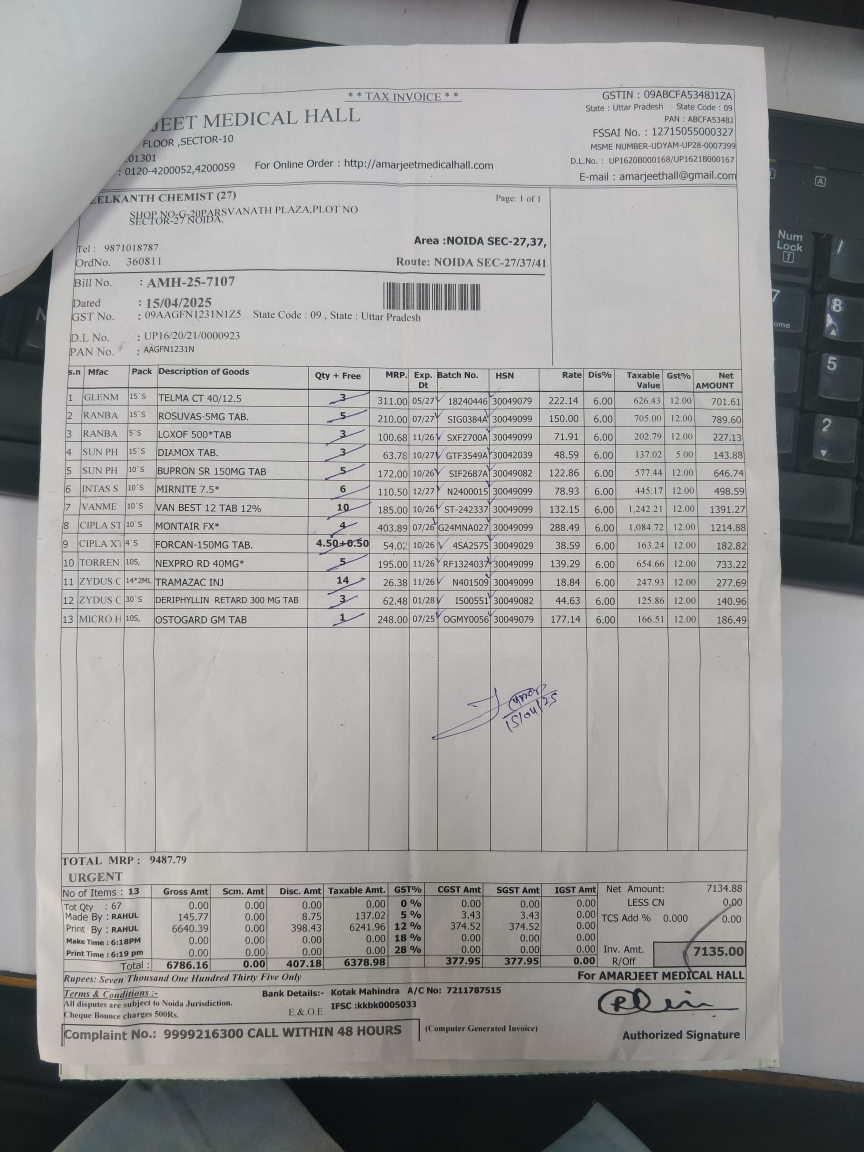 * * TAX INVOICE * *
JEET MEDICAL HALL
FLOOR ,SECTOR-10
01301
: 0120-4200052,4200059 For Online Order : http://amarjeetmedicalhall.com
GSTIN : 09ABCFA5348J1ZA
State : Uttar Pradesh State Code : 09
PAN : ABCFA5348J
FSSAI No. : 12715055000327
MSME NUMBER-UDYAM-UP28-0007399
D.L.No. : UP1620B000168/UP1621B000167
E-mail : amarjeethall@gmail.com
EELKANTH CHEMIST (27) Page: 1 of 1
SHOP NO-G-20PARSVANATH PLAZA,PLOT NO
SECTOR-27 NOIDA.
Tel : 9871018787 Area :NOIDA SEC-27,37,
OrdNo. 360811 Route: NOIDA SEC-27/37/41
Bill No. : AMH-25-7107
Dated : 15/04/2025
GST No. : 09AAGFN1231N1Z5 State Code : 09 , State : Uttar Pradesh
D.L No. : UP16/20/21/0000923
PAN No. : AAGFN1231N
s.n Mfac Pack Description of Goods Qty + Free MRP. Exp. Dt Batch No. HSN Rate Dis% Taxable Value Gst% Net AMOUNT
1 GLENM 15`S TELMA CT 40/12.5 3 311.00 05/27 18240446 30049079 222.14 6.00 626.43 12.00 701.61
2 RANBA 15`S ROSUVAS-5MG TAB. 5 210.00 07/27 SIG0384A 30049099 150.00 6.00 705.00 12.00 789.60
3 RANBA 5`S LOXOF 500*TAB 3 100.68 11/26 SXF2700A 30049099 71.91 6.00 202.79 12.00 227.13
4 SUN PH 15`S DIAMOX TAB. 3 63.78 10/27 GTF3549A 30042039 48.59 6.00 137.02 5.00 143.88
5 SUN PH 10`S BUPRON SR 150MG TAB 5 172.00 10/26 SIF2687A 30049082 122.86 6.00 577.44 12.00 646.74
6 INTAS S 10`S MIRNITE 7.5* 6 110.50 12/27 N2400015 30049099 78.93 6.00 445.17 12.00 498.59
7 VANME 10`S VAN BEST 12 TAB 12% 10 185.00 10/26 ST-242337 30049099 132.15 6.00 1,242.21 12.00 1391.27
8 CIPLA ST 10`S MONTAIR FX* 4 403.89 07/26 G24MNA027 30049099 288.49 6.00 1,084.72 12.00 1214.88
9 CIPLA XT 4`S FORCAN-150MG TAB. 4.50+0.50 54.02 10/26 4SA2575 30049029 38.59 6.00 163.24 12.00 182.82
10 TORREN 10S, NEXPRO RD 40MG* 5 195.00 11/26 RF132403 30049099 139.29 6.00 654.66 12.00 733.22
11 ZYDUS C 14*2ML TRAMAZAC INJ 14 26.38 11/26 N401509 30049099 18.84 6.00 247.93 12.00 277.69
12 ZYDUS C 30`S DERIPHYLLIN RETARD 300 MG TAB 3 62.48 01/28 I500551 30049082 44.63 6.00 125.86 12.00 140.96
13 MICRO H 10S, OSTOGARD GM TAB 1 248.00 07/25 OGMY0056 30049079 177.14 6.00 166.51 12.00 186.49
15/04/25
TOTAL MRP : 9487.79
URGENT
No of Items : 13 Gross Amt Scm. Amt Disc. Amt Taxable Amt. GST% CGST Amt SGST Amt IGST Amt Net Amount: 7134.88
Tot Qty : 67 0.00 0.00 0.00 0.00 0 % 0.00 0.00 0.00 LESS CN 0.00
Made By : RAHUL 145.77 0.00 8.75 137.02 5 % 3.43 3.43 0.00 TCS Add % 0.000 0.00
Print By : RAHUL 6640.39 0.00 398.43 6241.96 12 % 374.52 374.52 0.00
Make Time : 6:18PM 0.00 0.00 0.00 0.00 18 % 0.00 0.00 0.00 Inv. Amt. 7135.00
Print Time : 6:19 pm 0.00 0.00 0.00 0.00 28 % 0.00 0.00 0.00 R/Off
Total : 6786.16 0.00 407.18 6378.98 377.95 377.95 0.00
Rupees: Seven Thousand One Hundred Thirty Five Only For AMARJEET MEDICAL HALL
Terms & Conditions :- Bank Details:- Kotak Mahindra A/C No: 7211787515
All disputes are subject to Noida Jurisdiction. IFSC :kkbk0005033
Cheque Bounce charges 500Rs. E.& O.E.
Complaint No.: 9999216300 CALL WITHIN 48 HOURS (Computer Generated Invoice) Authorized Signature
Num
Lock
1
A
7
ome
8
5
2